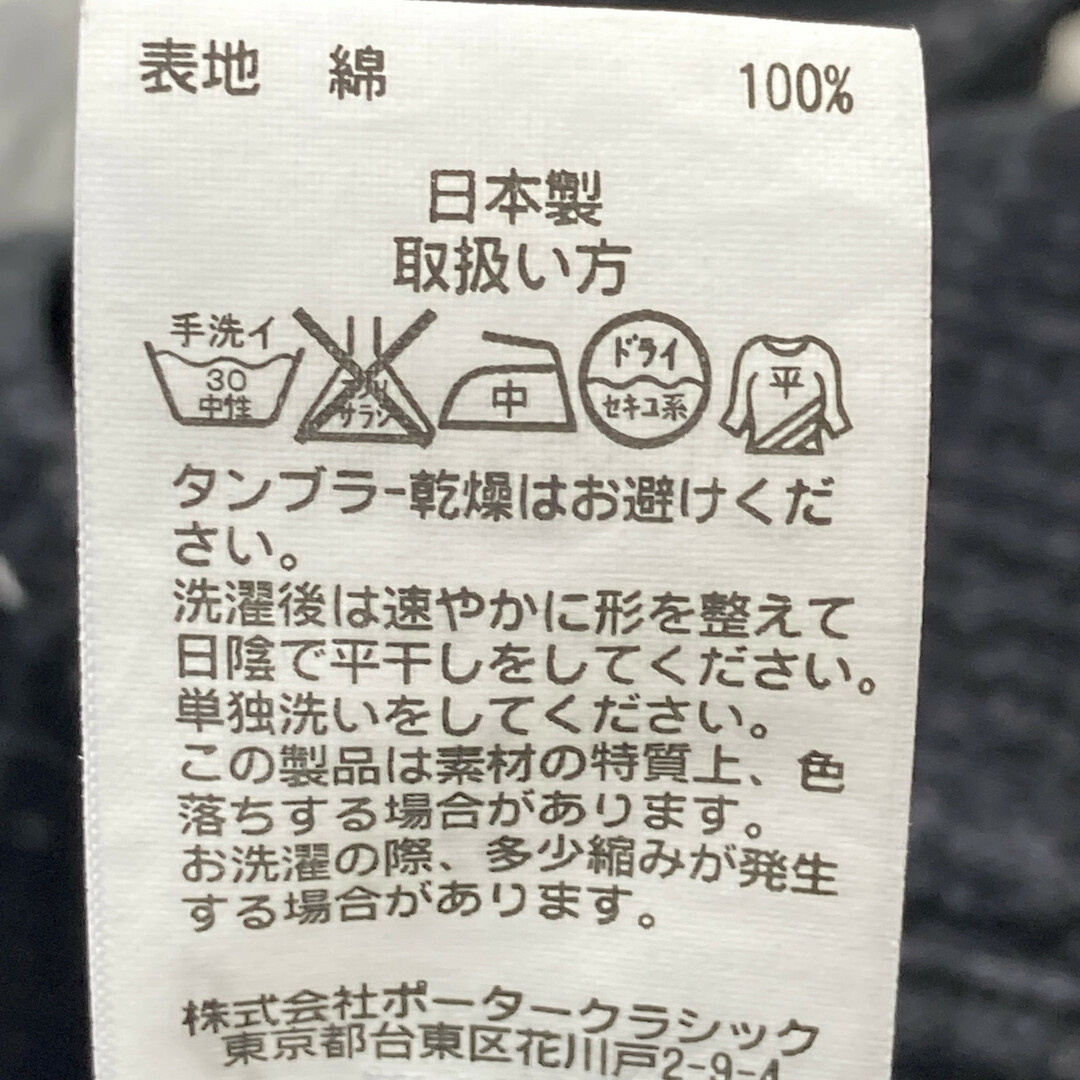 表地 綿 100%
日本製
取扱い方
手洗イ
30
中性
エンソ
サラシ
中
ドライ
セキユ系
平
タンブラー乾燥はお避けくだ
さい。
洗濯後は速やかに形を整えて
日陰で平干しをしてください。
単独洗いをしてください。
この製品は素材の特質上、色
落ちする場合があります。
お洗濯の際、多少縮みが発生
する場合があります。
株式会社ポータークラシック
東京都台東区花川戸2-9-4